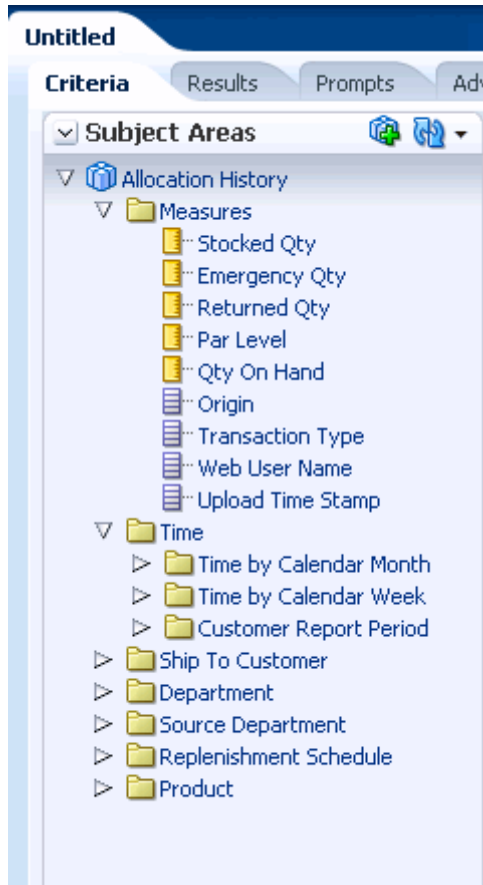 Untitled
Criteria Results Prompts
Subject Areas
Allocation History
Measures
Stocked Qty
Emergency Qty
Returned Qty
Par Level
Qty On Hand
Origin
Transaction Type
Web User Name
Upload Time Stamp
Time
Time by Calendar Month
Time by Calendar Week
Customer Report Period
Ship To Customer
Department
Source Department
Replenishment Schedule
Product